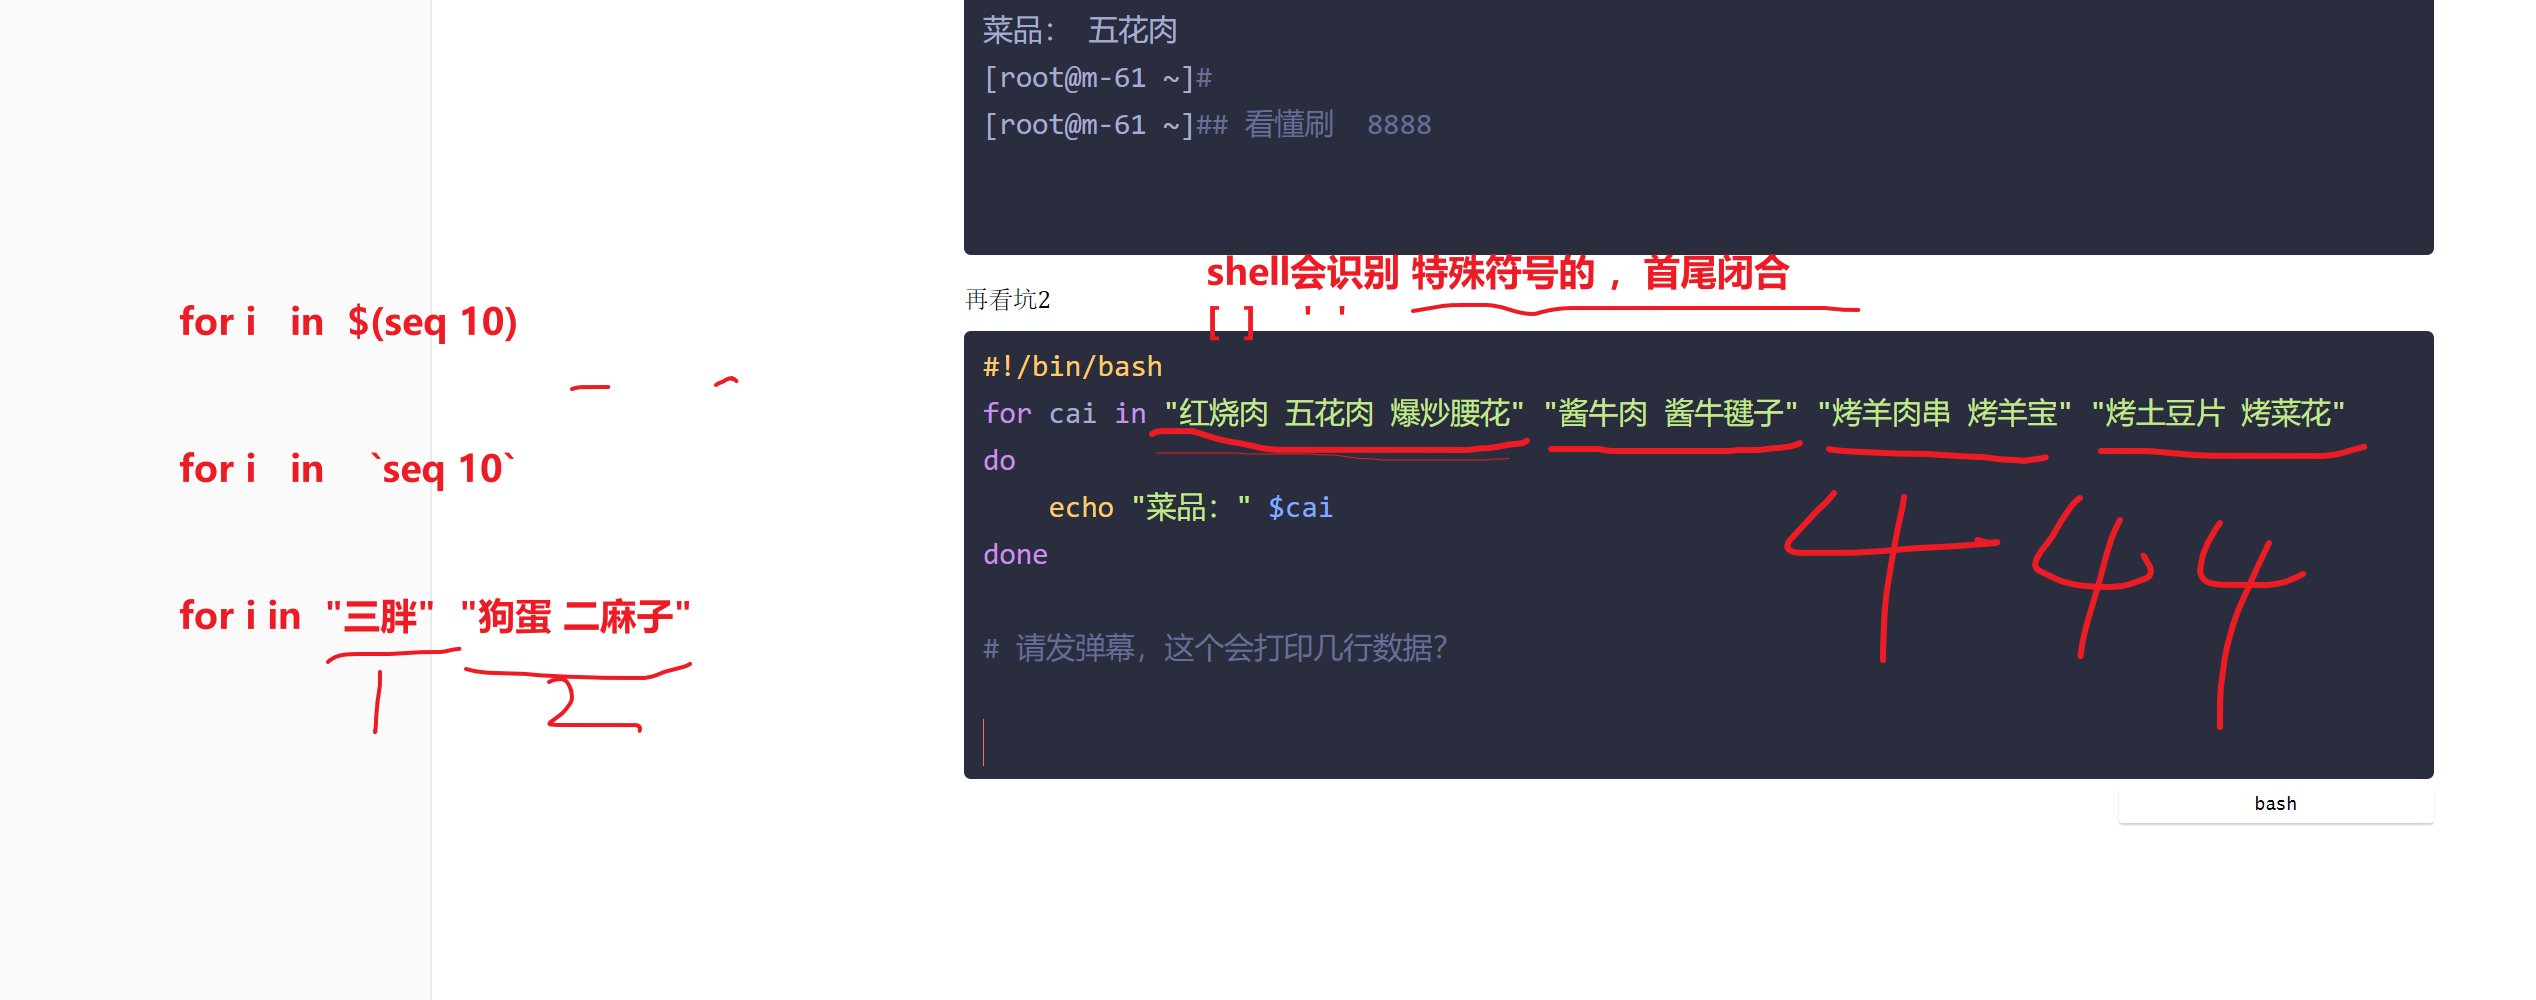 菜品： 五花肉
[root@m-61 ~]#
[root@m-61 ~]## 看懂刷  8888
shell会识别 特殊符号的 ，首尾闭合
再看坑2
[ ]   ' '
for i  in $(seq 10)
#!/bin/bash
for cai in "红烧肉 五花肉 爆炒腰花" "酱牛肉 酱牛毽子" "烤羊肉串 烤羊宝" "烤土豆片 烤菜花"
do
for i  in   `seq 10`
    echo "菜品：" $cai
4 4 4
done
for i in "三胖" "狗蛋 二麻子"
# 请发弹幕，这个会打印几行数据？
1 2
bash